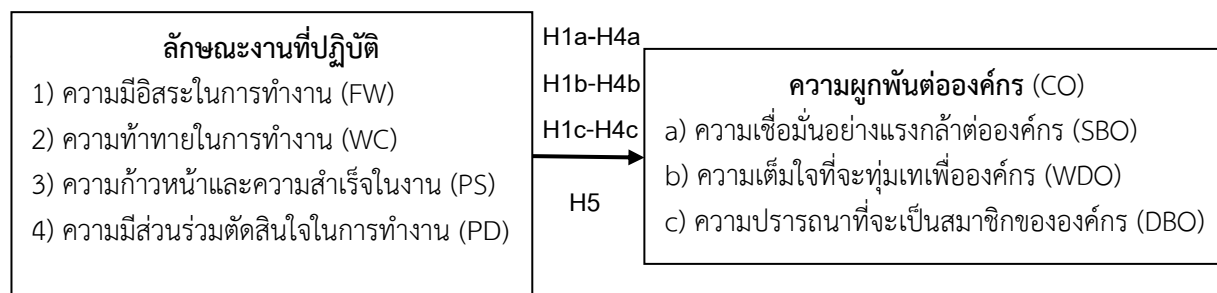 ลักษณะงานที่ปฏิบัติ
1) ความมีอิสระในการทำงาน (FW)
2) ความท้าทายในการทำงาน (WC)
3) ความก้าวหน้าและความสำเร็จในงาน (PS)
4) ความมีส่วนร่วมตัดสินใจในการทำงาน (PD)
H1a-H4a
H1b-H4b
H1c-H4c
H5
ความผูกพันต่อองค์กร (CO)
a) ความเชื่อมั่นอย่างแรงกล้าต่อองค์กร (SBO)
b) ความเต็มใจที่จะทุ่มเทเพื่อองค์กร (WDO)
c) ความปรารถนาที่จะเป็นสมาชิกขององค์กร (DBO)